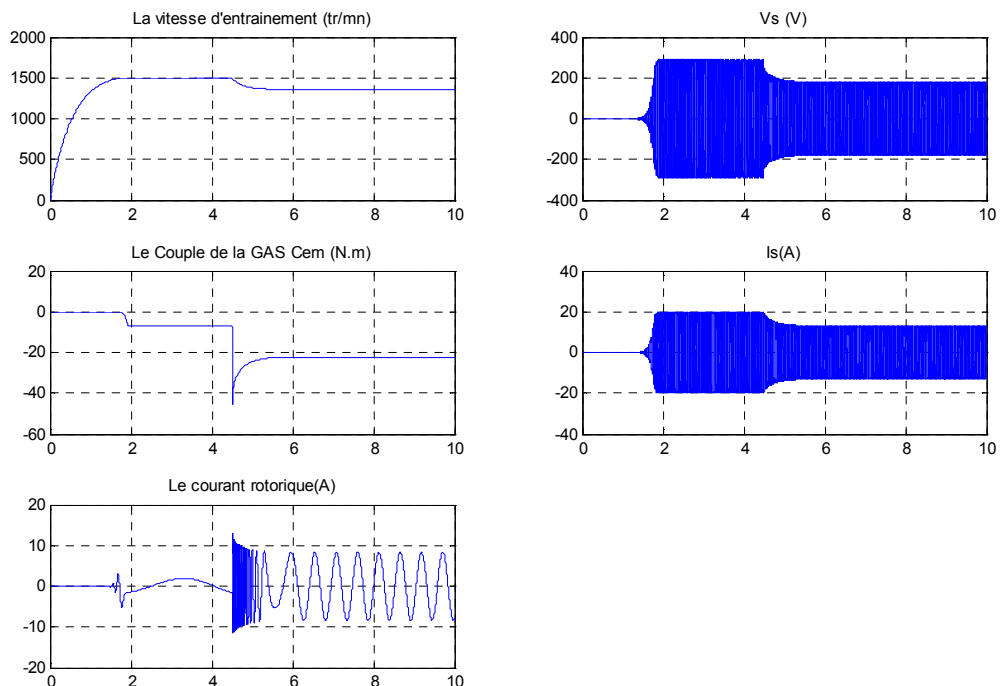 La vitesse d'entrainement (tr/mn)
2000
1500
1000
500
0
0 2 4 6 8 10
Vs (V)
400
200
0
-200
-400
0 2 4 6 8 10
Le Couple de la GAS Cem (N.m)
20
0
-20
-40
-60
0 2 4 6 8 10
Is(A)
40
20
0
-20
-40
0 2 4 6 8 10
Le courant rotorique(A)
20
10
0
-10
-20
0 2 4 6 8 10